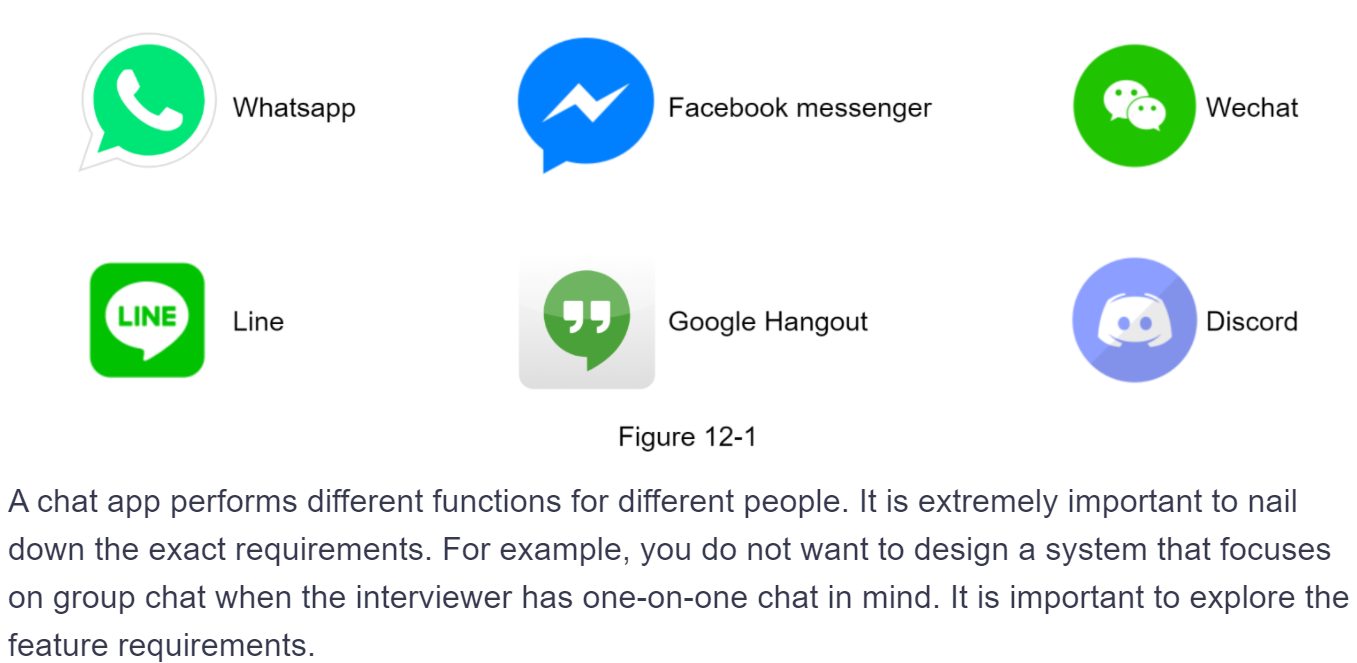 Whatsapp
Facebook messenger
Wechat
LINE
Line
Google Hangout
Discord
Figure 12-1
A chat app performs different functions for different people. It is extremely important to nail
down the exact requirements. For example, you do not want to design a system that focuses
on group chat when the interviewer has one-on-one chat in mind. It is important to explore the
feature requirements.